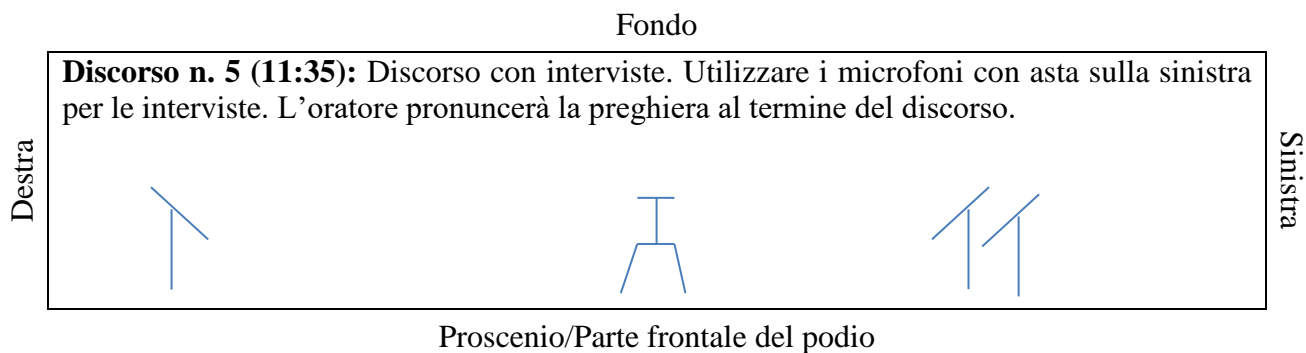 Fondo
Discorso n. 5 (11:35): Discorso con interviste. Utilizzare i microfoni con asta sulla sinistra
per le interviste. L’oratore pronuncerà la preghiera al termine del discorso.
Destra
Sinistra
Proscenio/Parte frontale del podio